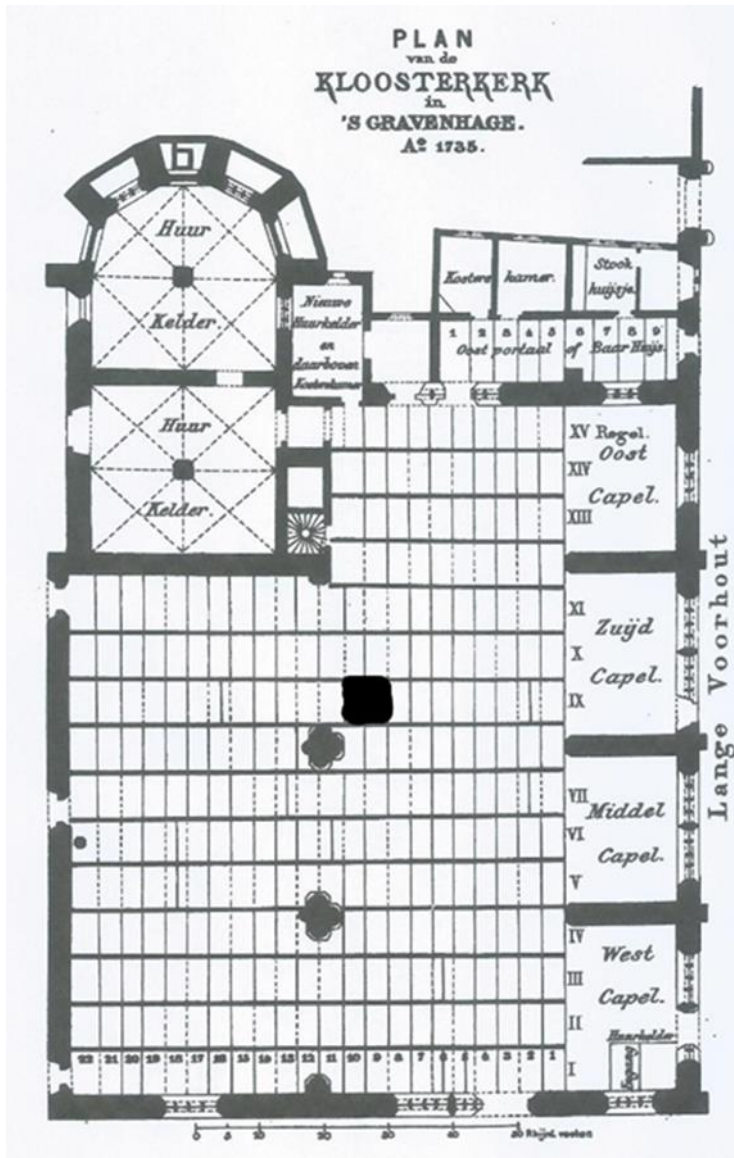 PLAN
van de
KLOOSTERKERK
in
'S GRAVENHAGE.
Aº 1735.
Huur
Kelder.
Nieuwe
Huurkelder
en
daarboven
Kosterskamer
Kosters kamer.
Stook
huijsje.
1 2 3 4 5 6 7 8 9
Oost portaal of Baar Huijs.
Huur
Kelder.
XV Regel.
Oost
XIV
Capel.
XIII
XI
Zuijd
X
Capel.
IX
Lange Voorhout
VII
Middel
VI
Capel.
V
IV
West
III
Capel.
II
Huurkelder
Ingang
I
22 21 20 19 18 17 16 15 14 13 12 11 10 9 8 7 6 5 4 3 2 1
0 5 10 20 30 40 50 Rhijnl. voeten